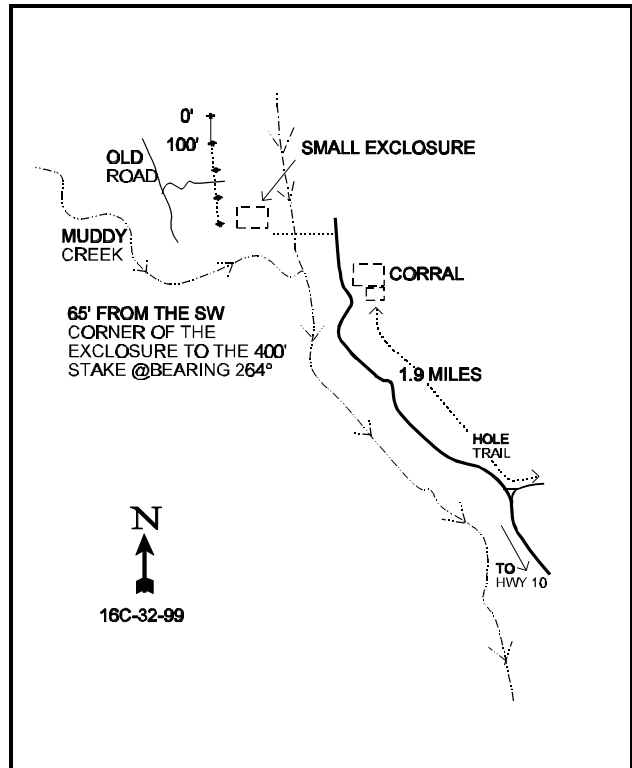 0'
100'
SMALL EXCLOSURE
OLD
ROAD
MUDDY
CREEK
CORRAL
65' FROM THE SW
CORNER OF THE
EXCLOSURE TO THE 400'
STAKE @BEARING 264º
1.9 MILES
HOLE
TRAIL
N
TO
HWY 10
16C-32-99